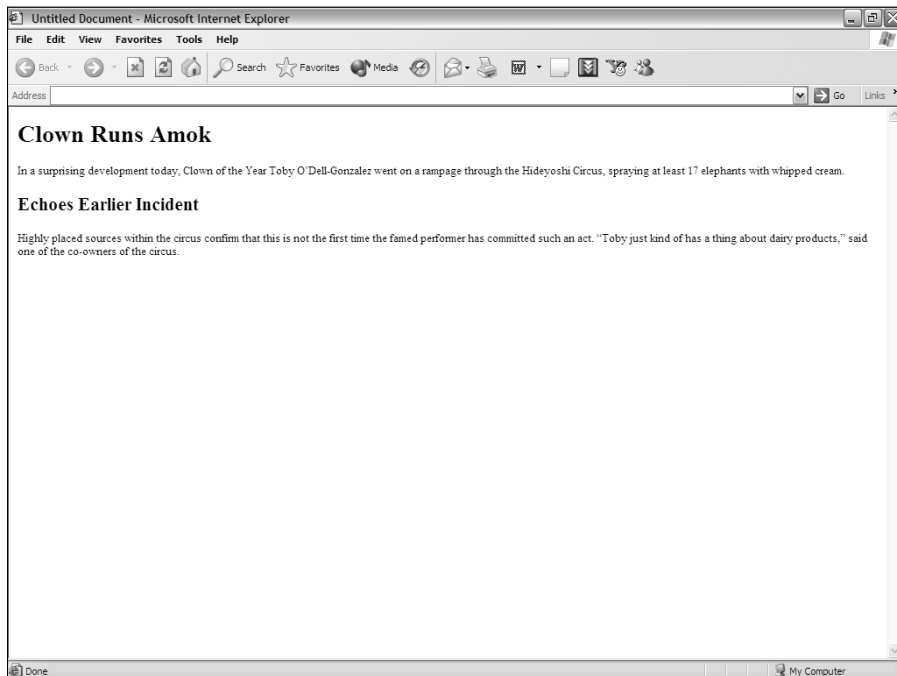 Untitled Document - Microsoft Internet Explorer
File Edit View Favorites Tools Help
Back Search Favorites Media
Address Go Links
Clown Runs Amok
In a surprising development today, Clown of the Year Toby O’Dell-Gonzalez went on a rampage through the Hideyoshi Circus, spraying at least 17 elephants with whipped cream.
Echoes Earlier Incident
Highly placed sources within the circus confirm that this is not the first time the famed performer has committed such an act. “Toby just kind of has a thing about dairy products,” said
one of the co-owners of the circus.
Done My Computer